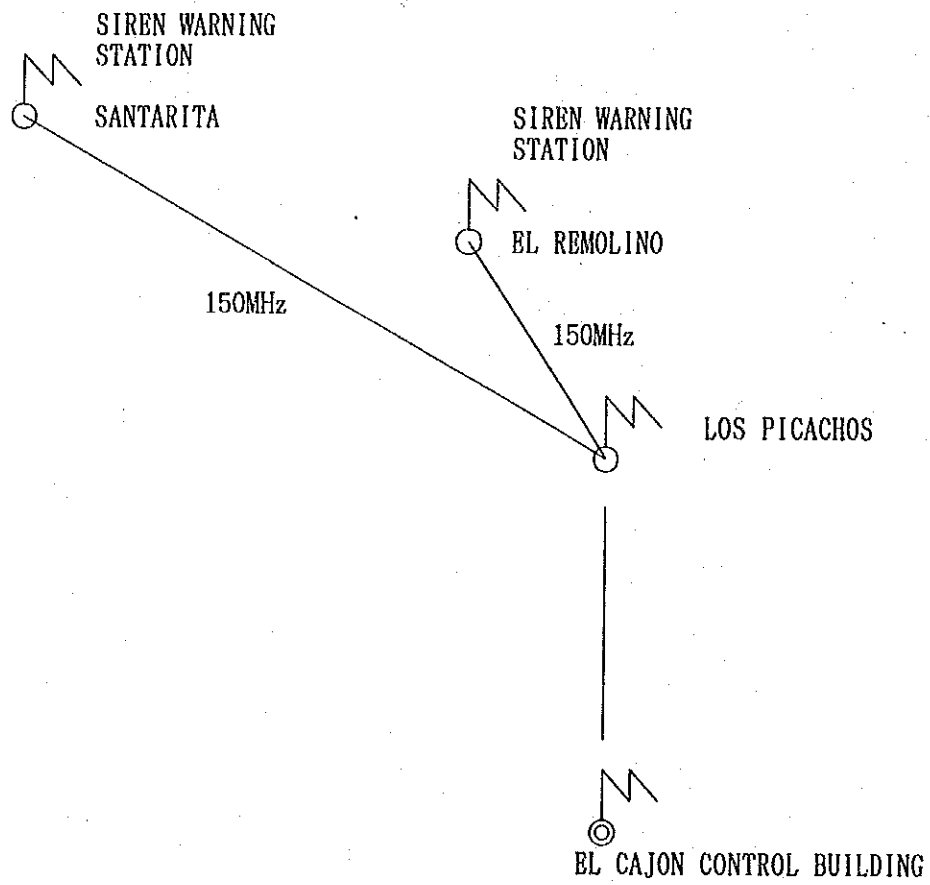 SIREN WARNING
STATION
SANTARITA
SIREN WARNING
STATION
EL REMOLINO
150MHz
150MHz
LOS PICACHOS
EL CAJON CONTROL BUILDING